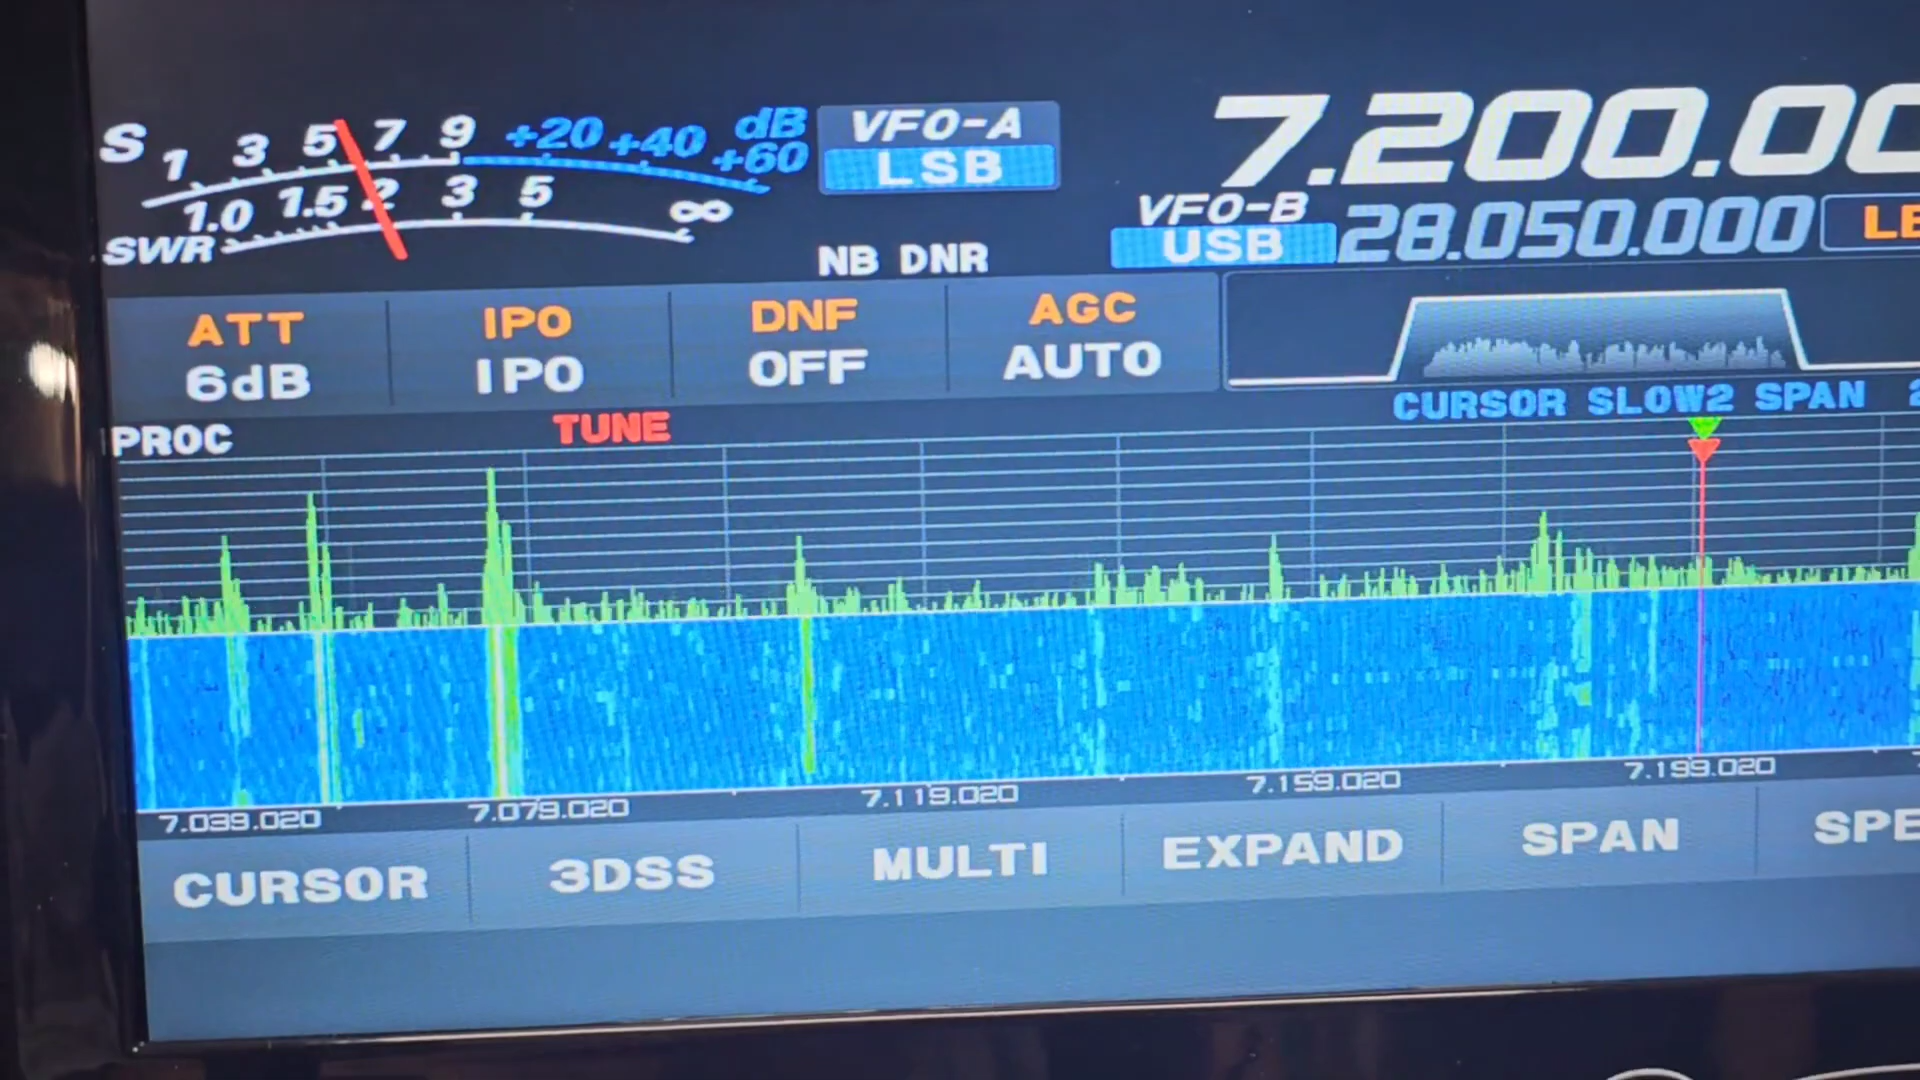 S 1 3 5 7 9 +20 +40 +60 dB
1.0 1.5 2 3 5 ∞
SWR
VFO-A
LSB
7.200.00
VFO-B
USB
28.050.000
NB DNR
ATT IPO DNF AGC
6dB IPO OFF AUTO
PROC TUNE
CURSOR SLOW2 SPAN
7.039.020 7.079.020 7.119.020 7.159.020 7.199.020
CURSOR 3DSS MULTI EXPAND SPAN